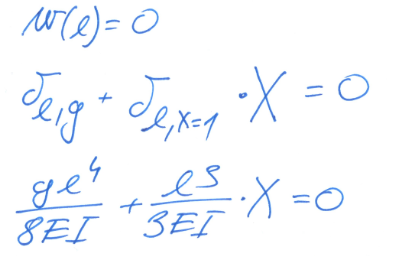 w(l)=0
δl,q + δl,x=1 · X = 0
ql⁴/8EI + l³/3EI · X = 0